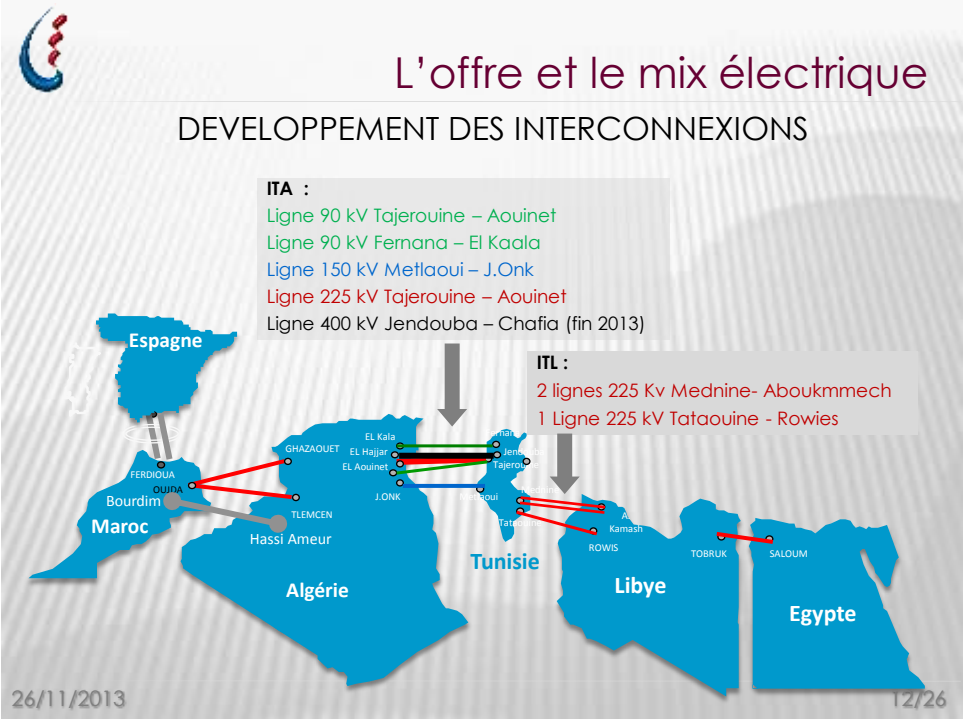 L'offre et le mix électrique
DEVELOPPEMENT DES INTERCONNEXIONS
ITA :
Ligne 90 kV Tajerouine – Aouinet
Ligne 90 kV Fernana – El Kaala
Ligne 150 kV Metlaoui – J.Onk
Ligne 225 kV Tajerouine – Aouinet
Ligne 400 kV Jendouba – Chafia (fin 2013)
ITL :
2 lignes 225 Kv Mednine- Aboukmmech
1 Ligne 225 kV Tataouine - Rowies
Espagne
FERDIOUA
OUJDA
Bourdim
Maroc
GHAZAOUET
TLEMCEN
Hassi Ameur
Algérie
EL Kala
EL Hajjar
EL Aouinet
J.ONK
Jendouba
Tajerouine
Metlaoui
Mednine
Tataouine
Tunisie
Kamash
ROWIS
Libye
TOBRUK
SALOUM
Egypte
26/11/2013
12/26